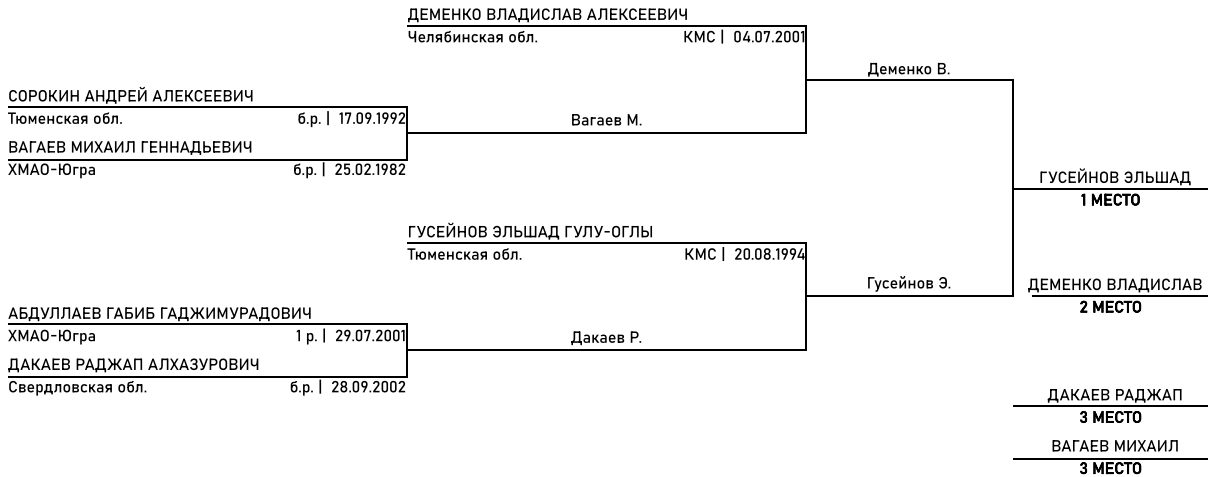 ДЕМЕНКО ВЛАДИСЛАВ АЛЕКСЕЕВИЧ
Челябинская обл. КМС | 04.07.2001
Деменко В.
СОРОКИН АНДРЕЙ АЛЕКСЕЕВИЧ
Тюменская обл. б.р. | 17.09.1992
Вагаев М.
ВАГАЕВ МИХАИЛ ГЕННАДЬЕВИЧ
ХМАО-Югра б.р. | 25.02.1982
ГУСЕЙНОВ ЭЛЬШАД
1 МЕСТО
ГУСЕЙНОВ ЭЛЬШАД ГУЛУ-ОГЛЫ
Тюменская обл. КМС | 20.08.1994
Гусейнов Э.
ДЕМЕНКО ВЛАДИСЛАВ
2 МЕСТО
АБДУЛЛАЕВ ГАБИБ ГАДЖИМУРАДОВИЧ
ХМАО-Югра 1 р. | 29.07.2001
Дакаев Р.
ДАКАЕВ РАДЖАП АЛХАЗУРОВИЧ
Свердловская обл. б.р. | 28.09.2002
ДАКАЕВ РАДЖАП
3 МЕСТО
ВАГАЕВ МИХАИЛ
3 МЕСТО